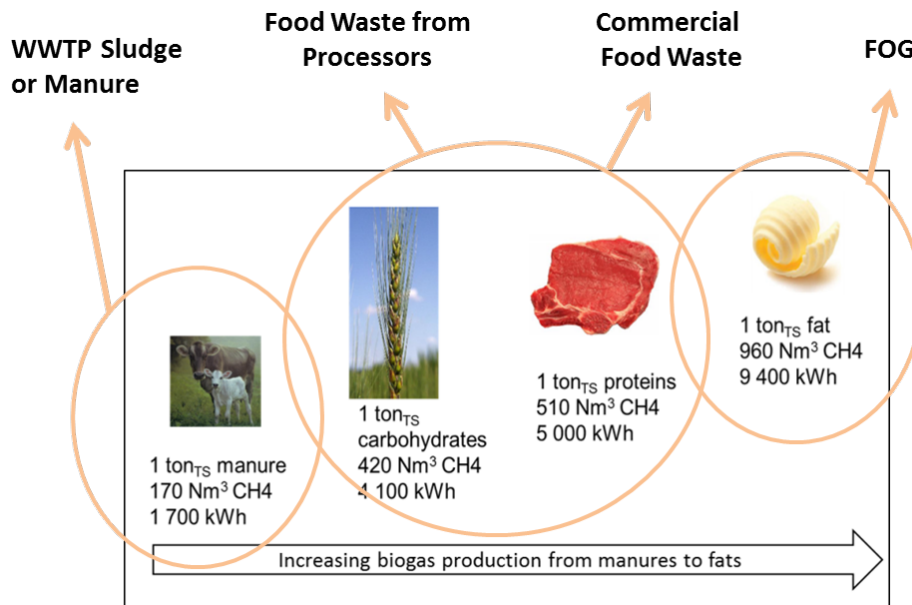 WWTP Sludge
or Manure
Food Waste from
Processors
Commercial
Food Waste
FOG
1 tonTS manure
170 Nm³ CH4
1 700 kWh
1 tonTS
carbohydrates
420 Nm³ CH4
4 100 kWh
1 tonTS proteins
510 Nm³ CH4
5 000 kWh
1 tonTS fat
960 Nm³ CH4
9 400 kWh
Increasing biogas production from manures to fats